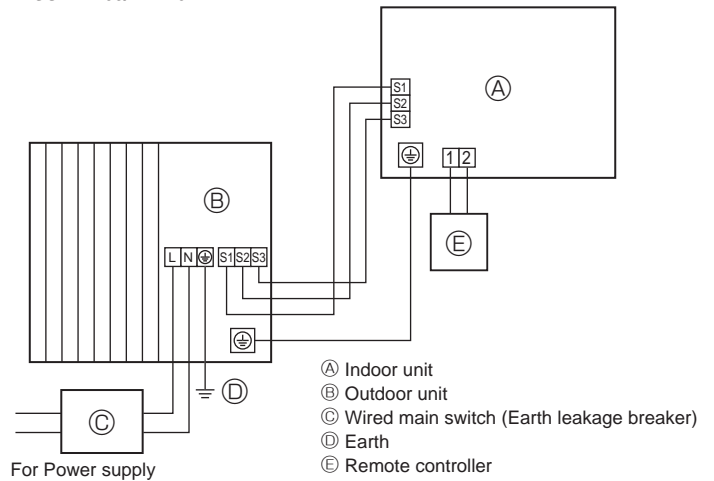 S1
S2
S3
Ⓐ
1 2
Ⓑ
Ⓔ
L N S1 S2 S3
Ⓓ
Ⓒ
For Power supply
Ⓐ Indoor unit
Ⓑ Outdoor unit
Ⓒ Wired main switch (Earth leakage breaker)
Ⓓ Earth
Ⓔ Remote controller